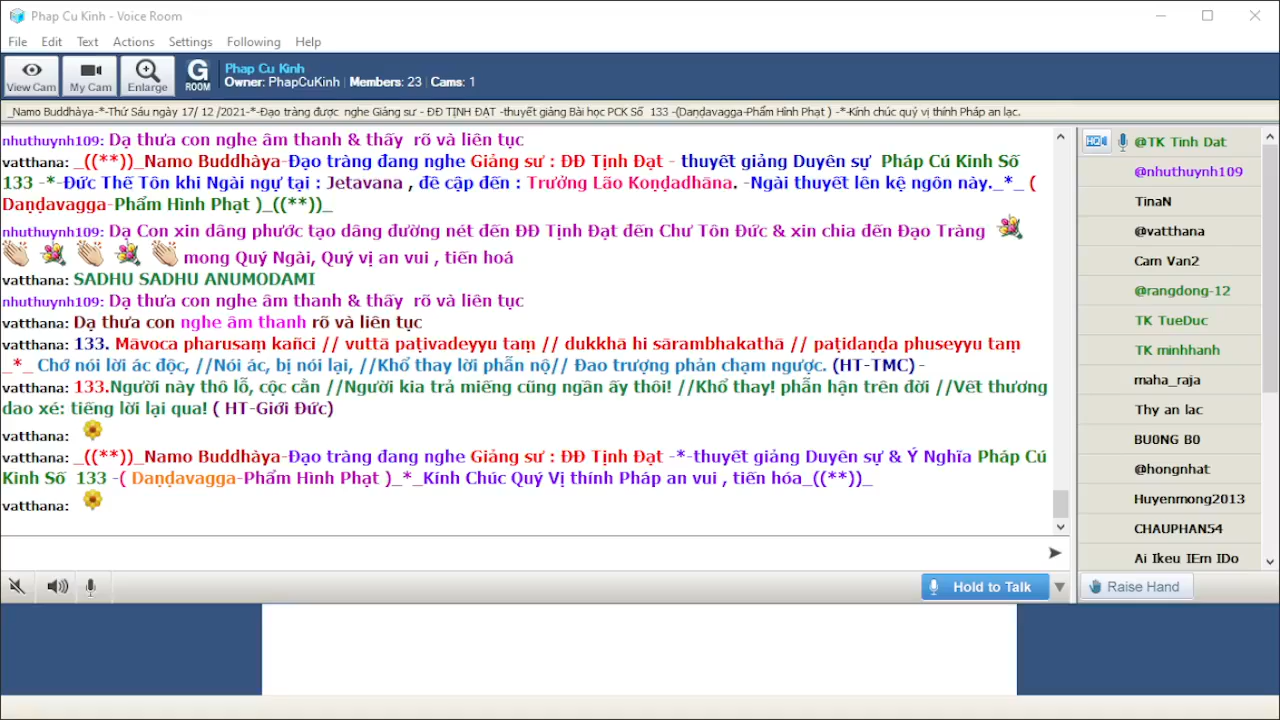 Phap Cu Kinh - Voice Room
File Edit Text Actions Settings Following Help
View Cam My Cam Enlarge G ROOM
Phap Cu Kinh
Owner: PhapCuKinh Members: 23 Cams: 1
_Namo Buddhàya-*-Thứ Sáu ngày 17/ 12 /2021-*-Đạo tràng được nghe Giảng sư - ĐĐ TỊNH ĐẠT -thuyết giảng Bài học PCK Số 133 -(Daṇḍavagga-Phẩm Hình Phạt ) -*-Kính chúc quý vị thính Pháp an lạc.
nhuthuynh109: Dạ thưa con nghe âm thanh & thấy rõ và liên tục
vatthana: _((**))_Namo Buddhàya-Đạo tràng đang nghe Giảng sư : ĐĐ Tịnh Đạt - thuyết giảng Duyên sự Pháp Cú Kinh Số
133 -*-Đức Thế Tôn khi Ngài ngự tại : Jetavana , đề cập đến : Trưởng Lão Koṇḍadhāna. -Ngài thuyết lên kệ ngôn này._*_ (
Daṇḍavagga-Phẩm Hình Phạt )_((**))_
nhuthuynh109: Dạ Con xin dâng phước tạo dâng đường nét đến ĐĐ Tịnh Đạt đến Chư Tôn Đức & xin chia đến Đạo Tràng
mong Quý Ngài, Quý vị an vui , tiến hoá
vatthana: SADHU SADHU ANUMODAMI
nhuthuynh109: Dạ thưa con nghe âm thanh & thấy rõ và liên tục
vatthana: Dạ thưa con nghe âm thanh rõ và liên tục
vatthana: 133. Māvoca pharusaṃ kañci // vuttā paṭivadeyyu taṃ // dukkhā hi sārambhakathā // paṭidaṇḍa phuseyyu taṃ
_*_ Chớ nói lời ác độc, //Nói ác, bị nói lại, //Khổ thay lời phẫn nộ// Đao trượng phản chạm ngược. (HT-TMC) -
vatthana: 133.Người này thô lỗ, cộc cằn //Người kia trả miếng cũng ngần ấy thôi! //Khổ thay! phẫn hận trên đời //Vết thương
dao xé: tiếng lời lại qua! ( HT-Giới Đức)
vatthana:
vatthana: _((**))_Namo Buddhàya-Đạo tràng đang nghe Giảng sư : ĐĐ Tịnh Đạt -*-thuyết giảng Duyên sự & Ý Nghĩa Pháp Cú
Kinh Số 133 -( Daṇḍavagga-Phẩm Hình Phạt )_*_Kính Chúc Quý Vị thính Pháp an vui , tiến hóa_((**))_
vatthana:
Hold to Talk
HQ
@TK Tinh Dat
@nhuthuynh109
TinaN
@vatthana
Cam Van2
@rangdong-12
TK TueDuc
TK minhhanh
maha_raja
Thy an lac
BU0NG B0
@hongnhat
Huyenmong2013
CHAUPHAN54
Ai Ikeu IEm IDo
Raise Hand